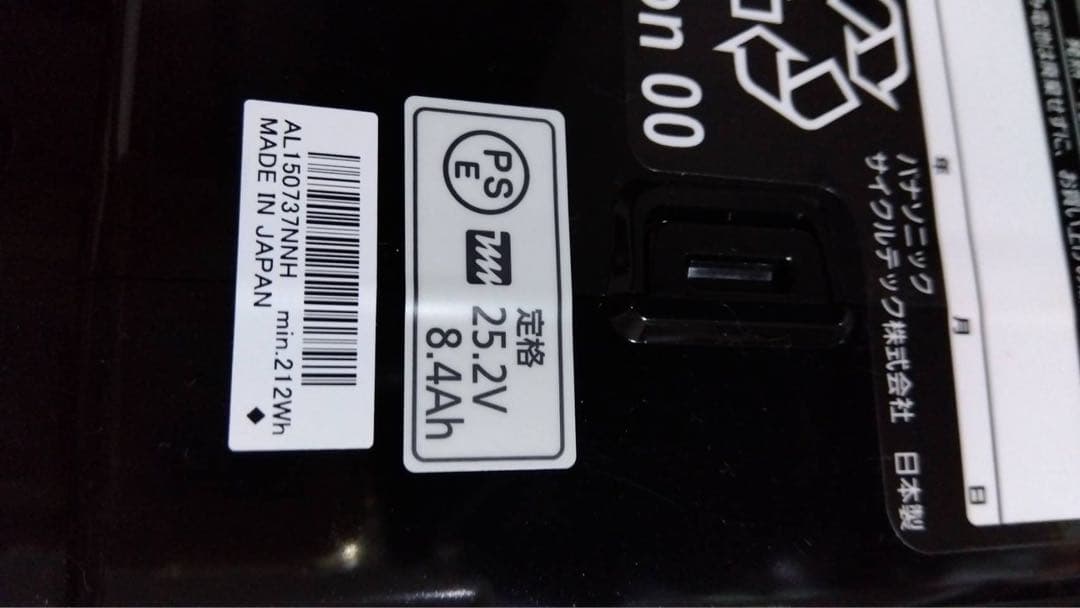 AL150737NNH min.212Wh
MADE IN JAPAN
PS
E
定格
25.2V
8.4Ah
on 00
パナソニック
サイクルテック株式会社 日本製
年 月 日